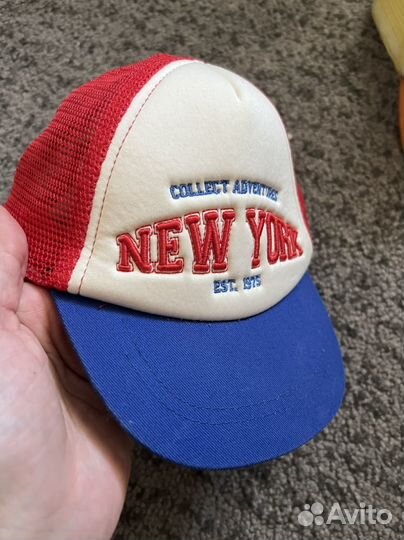 COLLECT ADVENTURES
NEW YORK
EST. 1975
Avito